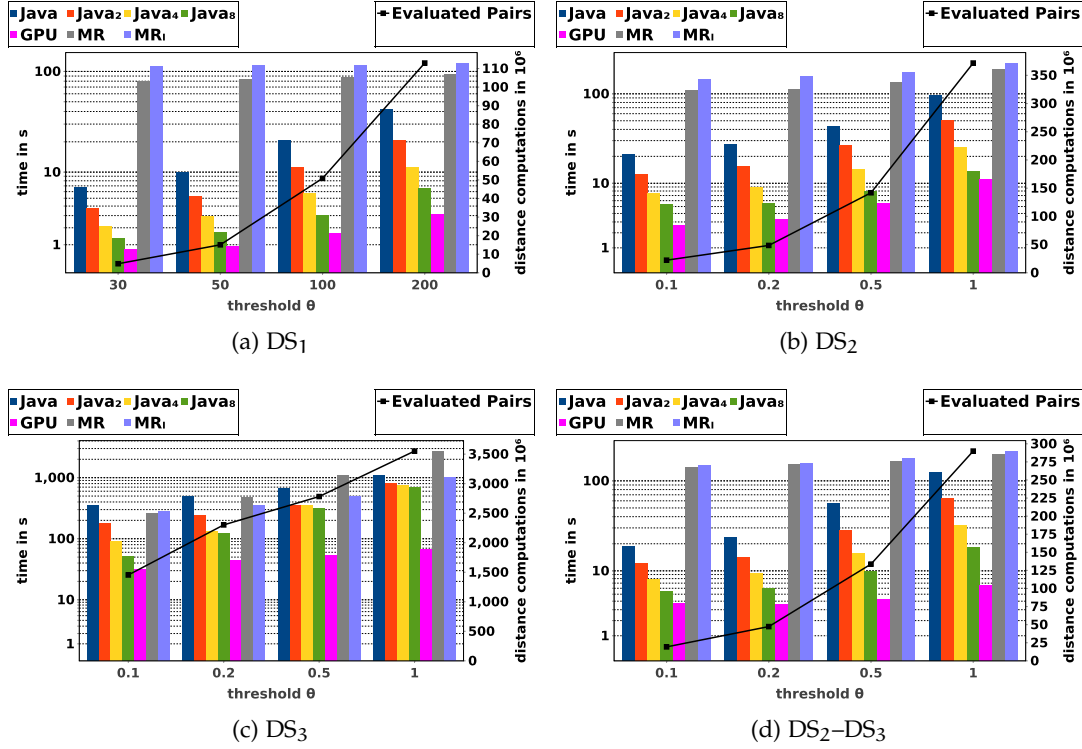 Java Java₂ Java₄ Java₈
GPU MR MRₗ
Evaluated Pairs
time in s
100
10
1
distance computations in 10⁶
110
100
90
80
70
60
50
40
30
20
10
0
30 50 100 200
threshold θ
(a) DS₁
Java Java₂ Java₄ Java₈
GPU MR MRₗ
Evaluated Pairs
time in s
100
10
1
distance computations in 10⁶
350
300
250
200
150
100
50
0
0.1 0.2 0.5 1
threshold θ
(b) DS₂
Java Java₂ Java₄ Java₈
GPU MR MRₗ
Evaluated Pairs
time in s
1,000
100
10
1
distance computations in 10⁶
3,500
3,000
2,500
2,000
1,500
1,000
500
0
0.1 0.2 0.5 1
threshold θ
(c) DS₃
Java Java₂ Java₄ Java₈
GPU MR MRₗ
Evaluated Pairs
time in s
100
10
1
distance computations in 10⁶
300
275
250
225
200
175
150
125
100
75
50
25
0
0.1 0.2 0.5 1
threshold θ
(d) DS₂–DS₃